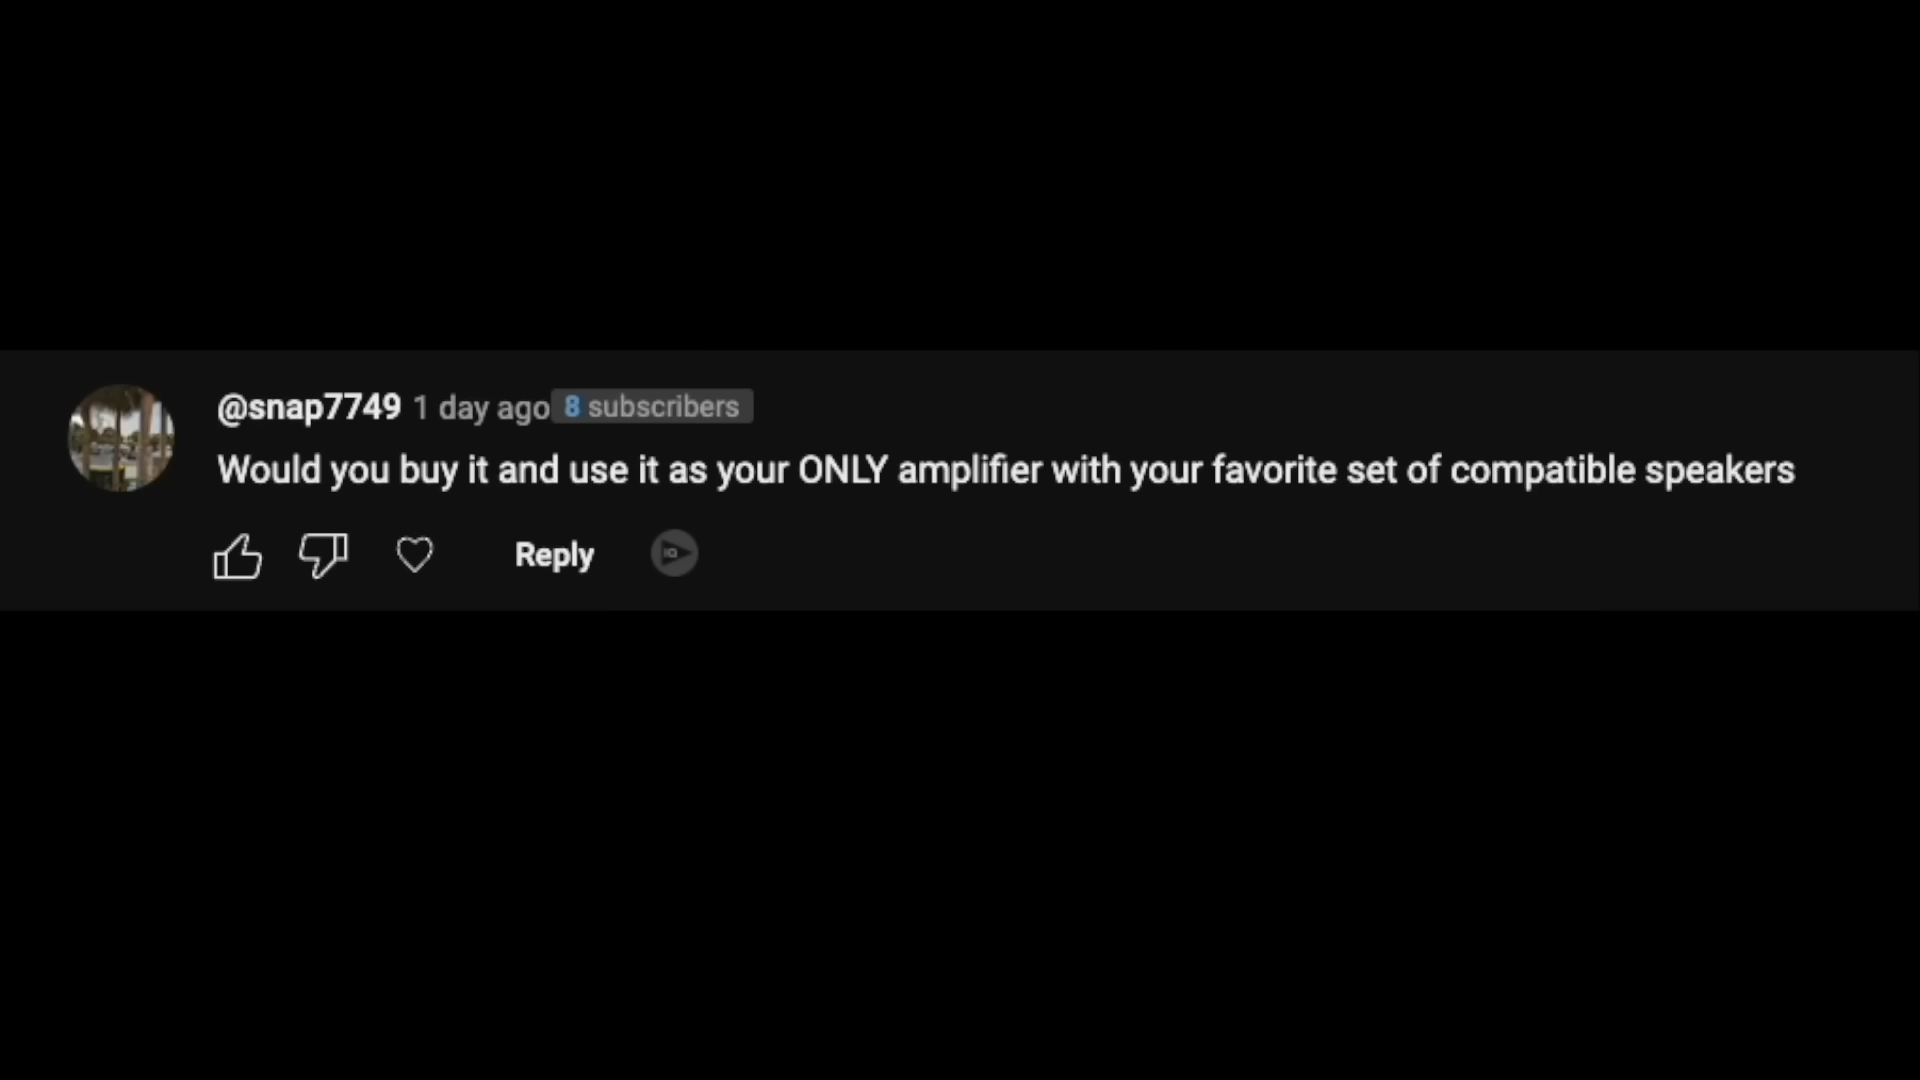 @snap7749 1 day ago 8 subscribers
Would you buy it and use it as your ONLY amplifier with your favorite set of compatible speakers
Reply